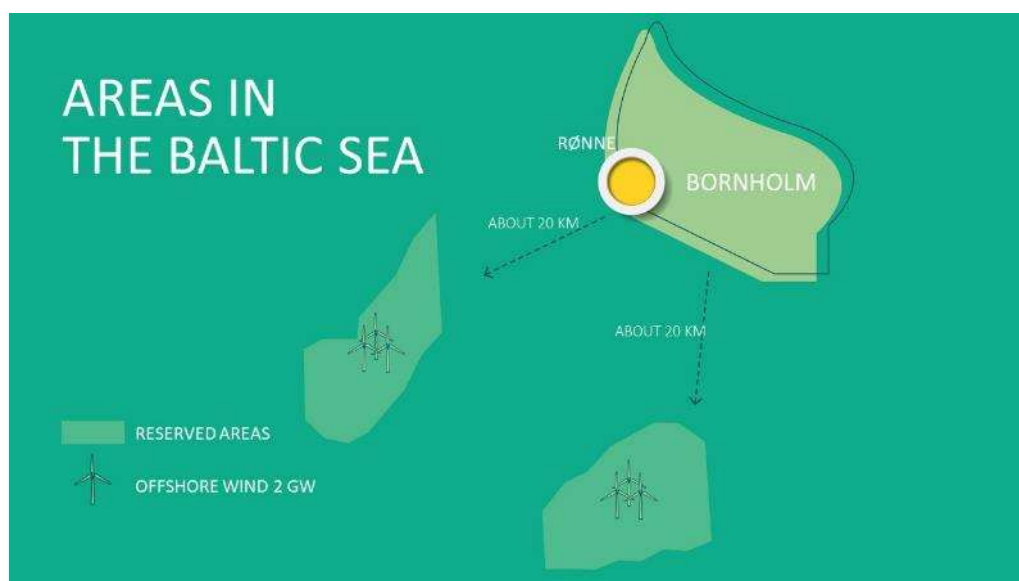 AREAS IN
THE BALTIC SEA
RØNNE
BORNHOLM
ABOUT 20 KM
ABOUT 20 KM
RESERVED AREAS
OFFSHORE WIND 2 GW